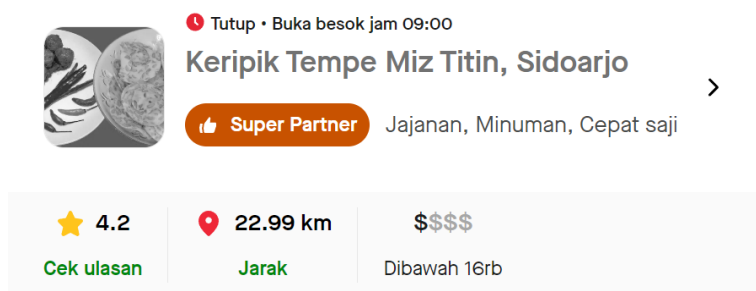 Tutup • Buka besok jam 09:00
Keripik Tempe Miz Titin, Sidoarjo
Super Partner Jajanan, Minuman, Cepat saji
4.2 22.99 km $$$$
Cek ulasan Jarak Dibawah 16rb